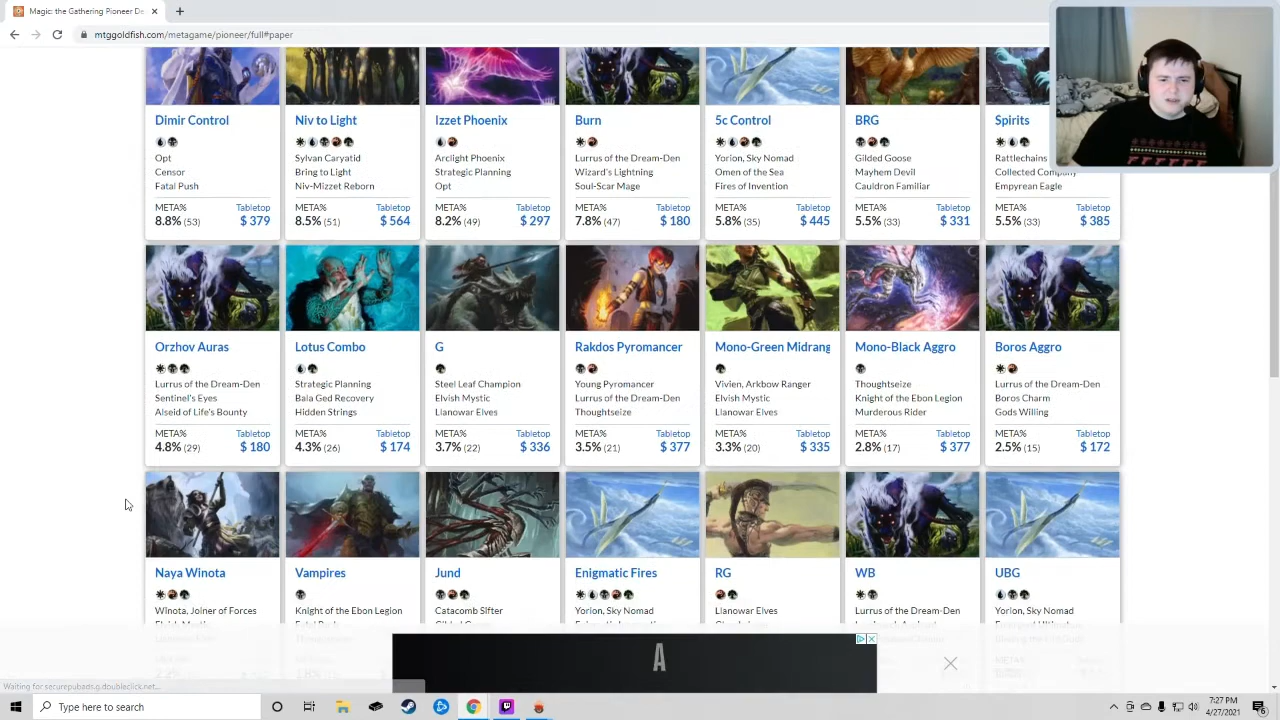 Magic: the Gathering Pioneer De
mtggoldfish.com/metagame/pioneer/full#paper
Dimir Control
Niv to Light
Izzet Phoenix
Burn
5c Control
BRG
Spirits
Opt
Sylvan Caryatid
Arclight Phoenix
Lurrus of the Dream-Den
Yorion, Sky Nomad
Gilded Goose
Rattlechains
Censor
Bring to Light
Strategic Planning
Wizard's Lightning
Omen of the Sea
Mayhem Devil
Collected Company
Fatal Push
Niv-Mizzet Reborn
Opt
Soul-Scar Mage
Fires of Invention
Cauldron Familiar
Empyrean Eagle
META% Tabletop META% Tabletop META% Tabletop META% Tabletop META% Tabletop META% Tabletop META% Tabletop
8.8% (53) $ 379 8.5% (51) $ 564 8.2% (49) $ 297 7.8% (47) $ 180 5.8% (35) $ 445 5.5% (33) $ 331 5.5% (33) $ 385
Orzhov Auras
Lotus Combo
G
Rakdos Pyromancer
Mono-Green Midrang
Mono-Black Aggro
Boros Aggro
Lurrus of the Dream-Den
Strategic Planning
Steel Leaf Champion
Young Pyromancer
Vivien, Arkbow Ranger
Thoughtseize
Lurrus of the Dream-Den
Sentinel's Eyes
Bala Ged Recovery
Elvish Mystic
Lurrus of the Dream-Den
Elvish Mystic
Knight of the Ebon Legion
Boros Charm
Alseid of Life's Bounty
Hidden Strings
Llanowar Elves
Thoughtseize
Llanowar Elves
Murderous Rider
Gods Willing
META% Tabletop META% Tabletop META% Tabletop META% Tabletop META% Tabletop META% Tabletop META% Tabletop
4.8% (29) $ 180 4.3% (26) $ 174 3.7% (22) $ 336 3.5% (21) $ 377 3.3% (20) $ 335 2.8% (17) $ 377 2.5% (15) $ 172
Naya Winota
Vampires
Jund
Enigmatic Fires
RG
WB
UBG
Winota, Joiner of Forces
Knight of the Ebon Legion
Catacomb Sifter
Yorion, Sky Nomad
Llanowar Elves
Lurrus of the Dream-Den
Yorion, Sky Nomad
A
Waiting for securepubads.g.doubleclick.net...
Type here to search
7:27 PM
4/27/2021
6